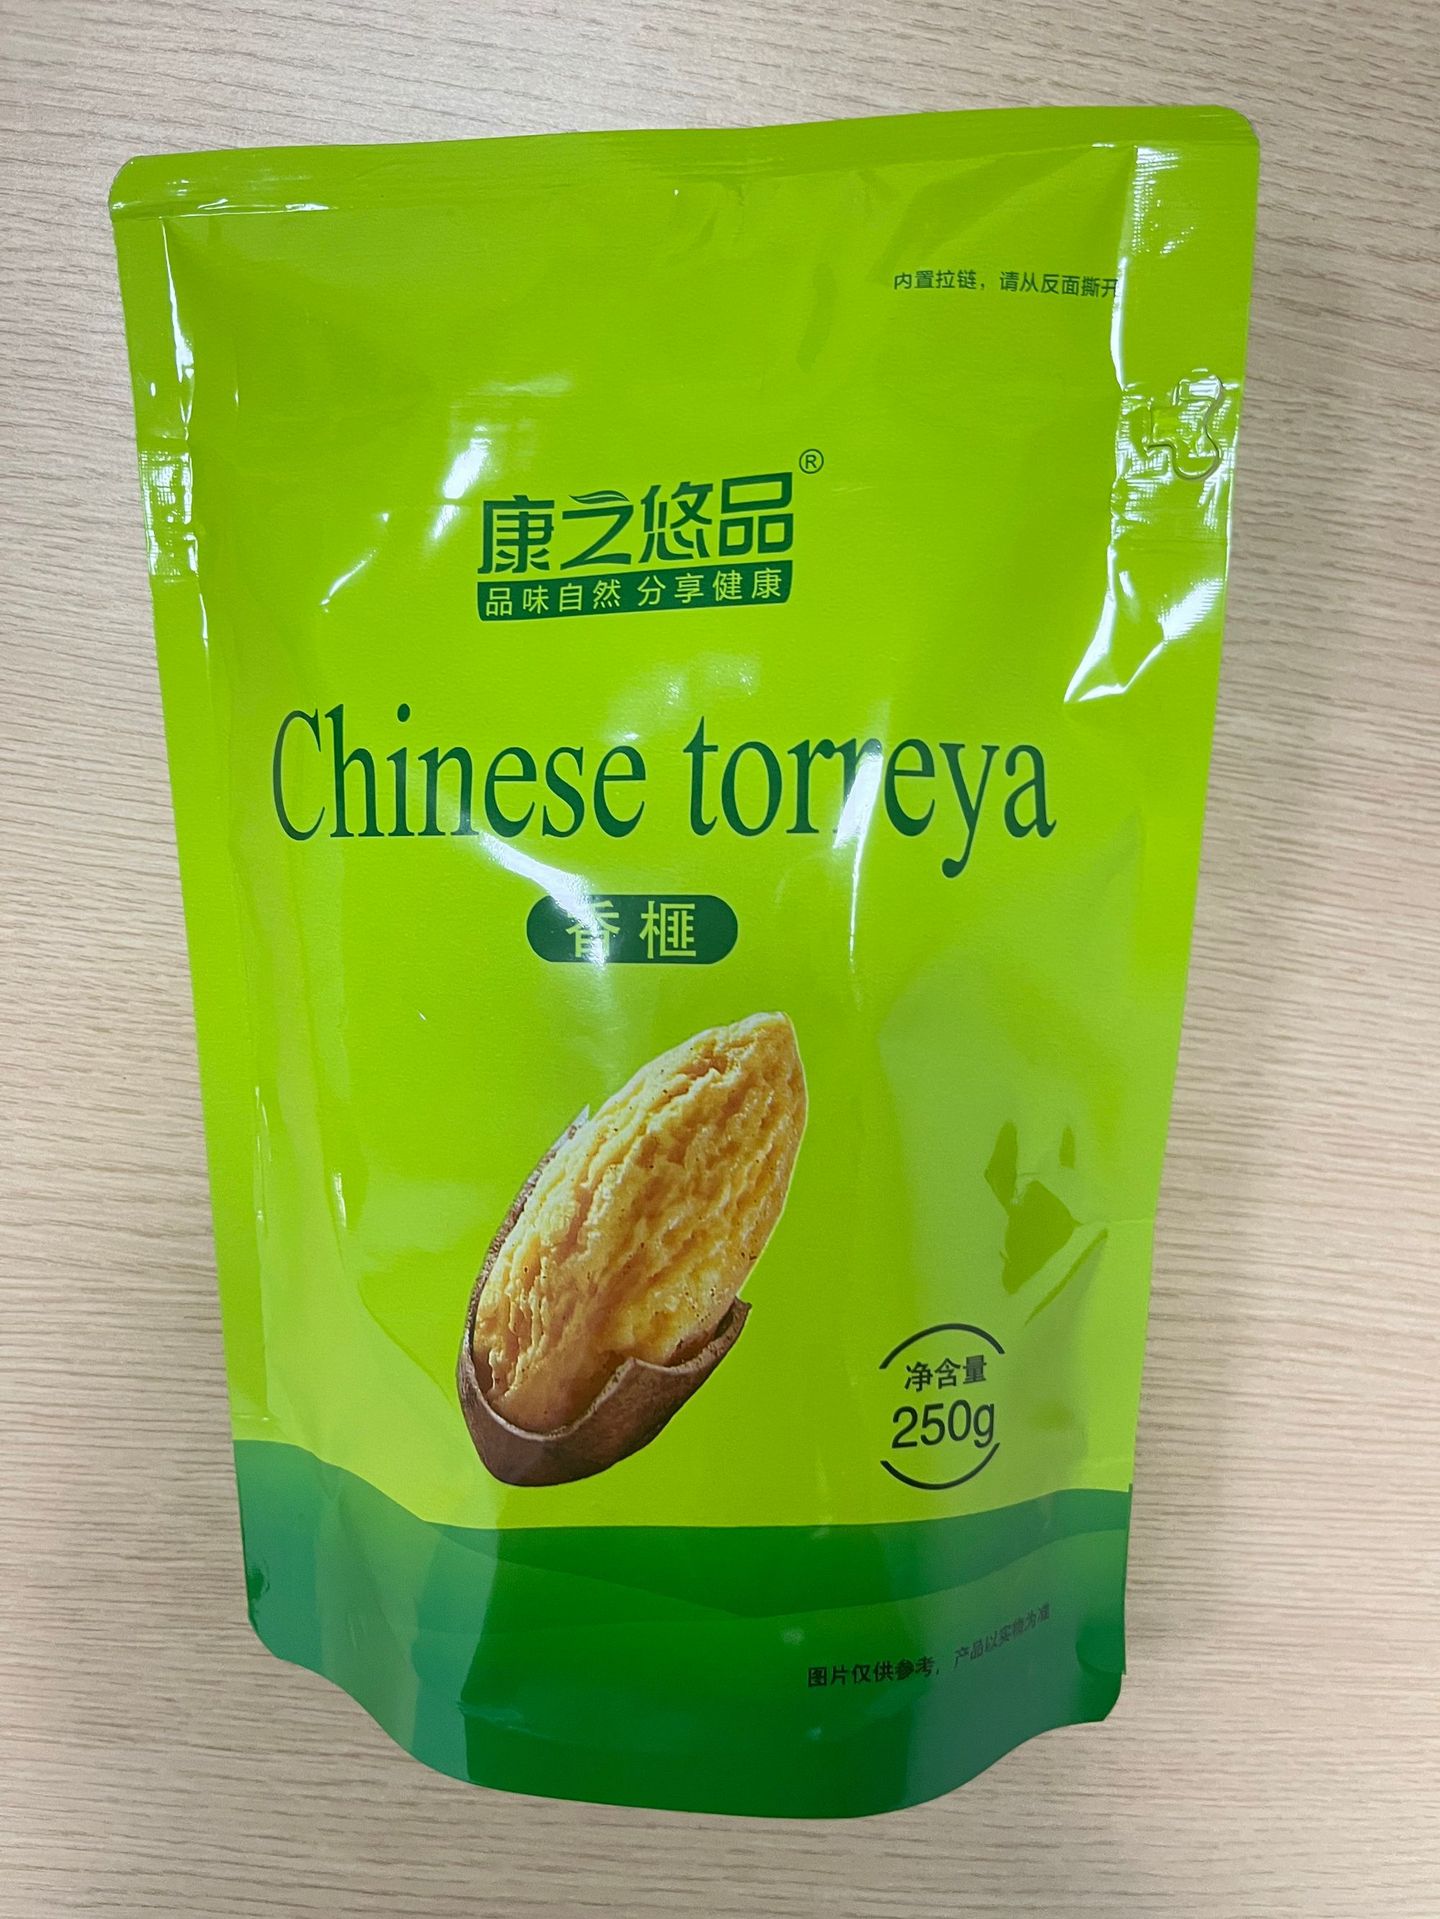 内置拉链，请从反面撕开
康之悠品®
品味自然 分享健康
Chinese torreya
香榧
净含量
250g
图片仅供参考，产品以实物为准